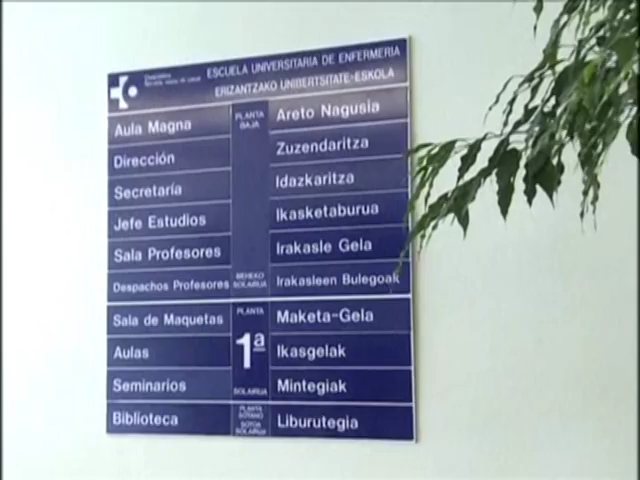 ESCUELA UNIVERSITARIA DE ENFERMERIA
ERIZANTZAKO UNIBERTSITATE-ESKOLA
Aula Magna
PLANTA BAJA
Areto Nagusia
Dirección
Zuzendaritza
Secretaría
Idazkaritza
Jefe Estudios
Ikasketaburua
Sala Profesores
Irakasle Gela
Despachos Profesores
BEHEKO SOLAIRUA
Irakasleen Bulegoak
Sala de Maquetas
PLANTA
Maketa-Gela
Aulas
1ª
Ikasgelak
Seminarios
SOLAIRUA
Mintegiak
Biblioteca
PLANTA SOTANO
SOTOA SOLAIRUA
Liburutegia